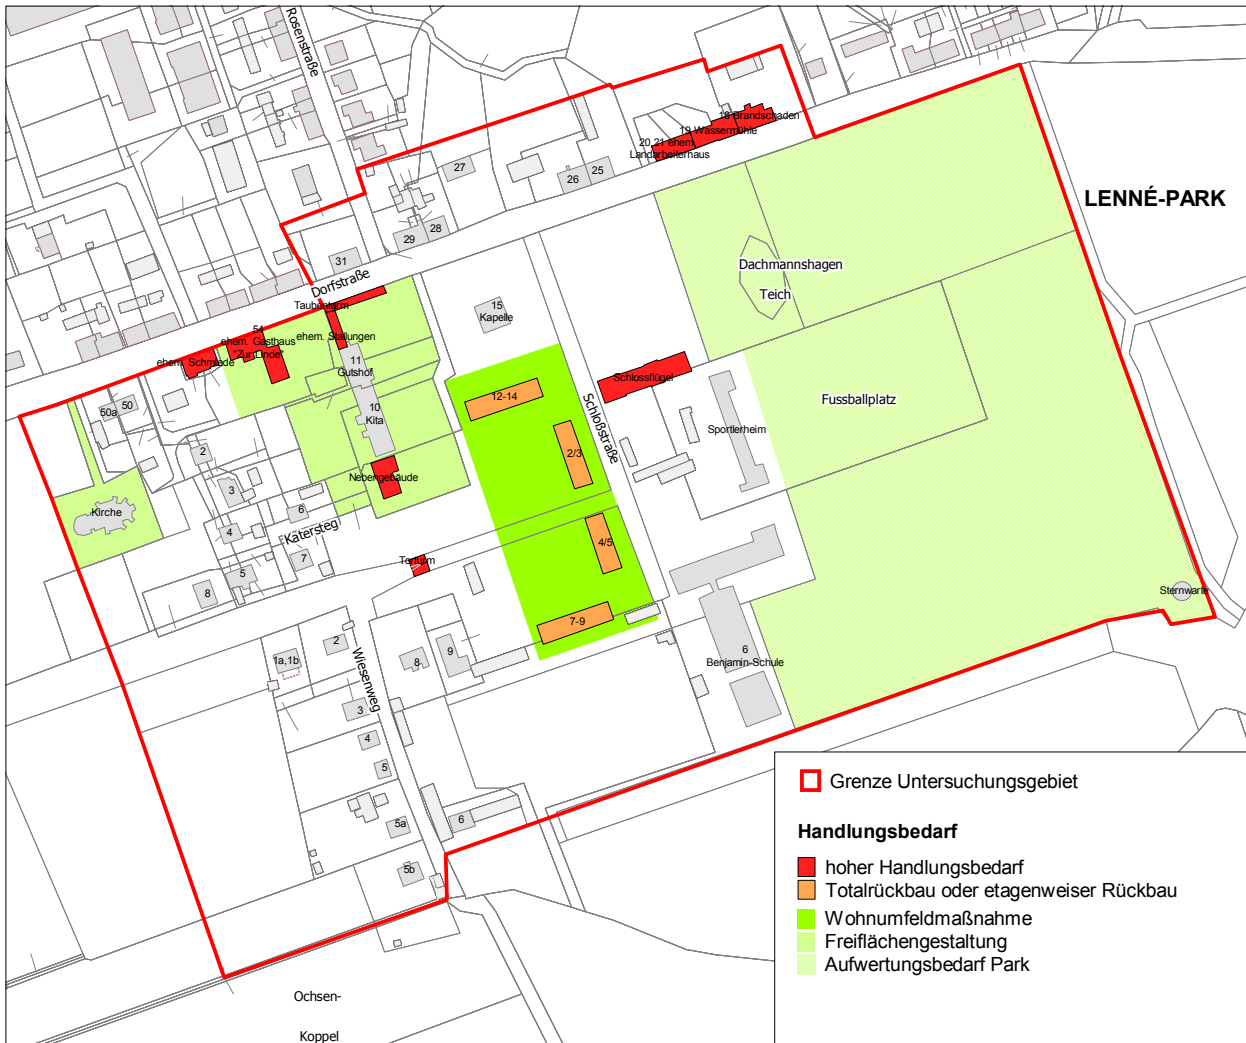 Rosenstraße
18 Brandschaden
19 Wassermühle
20,21 ehem.
Landarbeiterhaus
27
26
25
LENNÉ-PARK
28
29
31
Dorfstraße
Dachmannshagen
Teich
Taubenturm
15
Kapelle
54
ehem. Gasthaus
"Zur Linde"
ehem. Stallungen
ehem. Schmiede
11
Gutshof
Schlossflügel
12-14
Schloßstraße
Fussballplatz
50a
50
10
Kita
Sportlerheim
2
2/3
Nebengebäude
3
Kirche
6
4
Katersteg
4/5
7
Torturm
5
8
Sternwarte
7-9
2
1a,1b
Wiesenweg
8
9
6
Benjamin-Schule
3
4
5
5a
6
5b
Ochsen-
Koppel
Grenze Untersuchungsgebiet
Handlungsbedarf
hoher Handlungsbedarf
Totalrückbau oder etagenweiser Rückbau
Wohnumfeldmaßnahme
Freiflächengestaltung
Aufwertungsbedarf Park